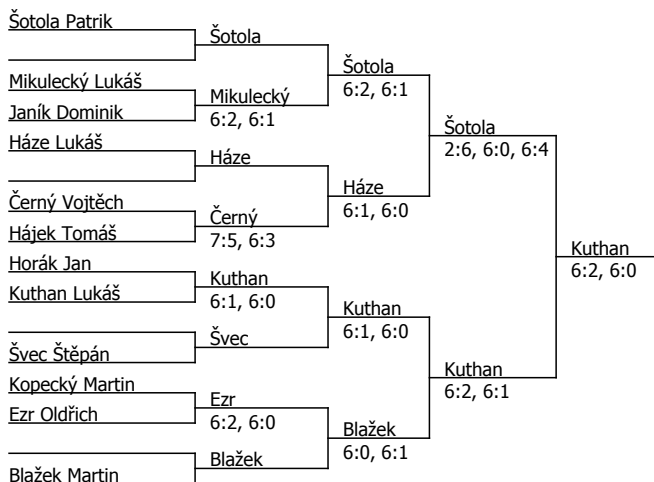 Šotola Patrik
Mikulecký Lukáš
Janík Dominik
Háze Lukáš
Černý Vojtěch
Hájek Tomáš
Horák Jan
Kuthan Lukáš
Švec Štěpán
Kopecký Martin
Ezr Oldřich
Blažek Martin
Šotola
Mikulecký
6:2, 6:1
Háze
Černý
7:5, 6:3
Kuthan
6:1, 6:0
Švec
Ezr
6:2, 6:0
Blažek
Šotola
6:2, 6:1
Háze
6:1, 6:0
Kuthan
6:1, 6:0
Blažek
6:0, 6:1
Šotola
2:6, 6:0, 6:4
Kuthan
6:2, 6:1
Kuthan
6:2, 6:0